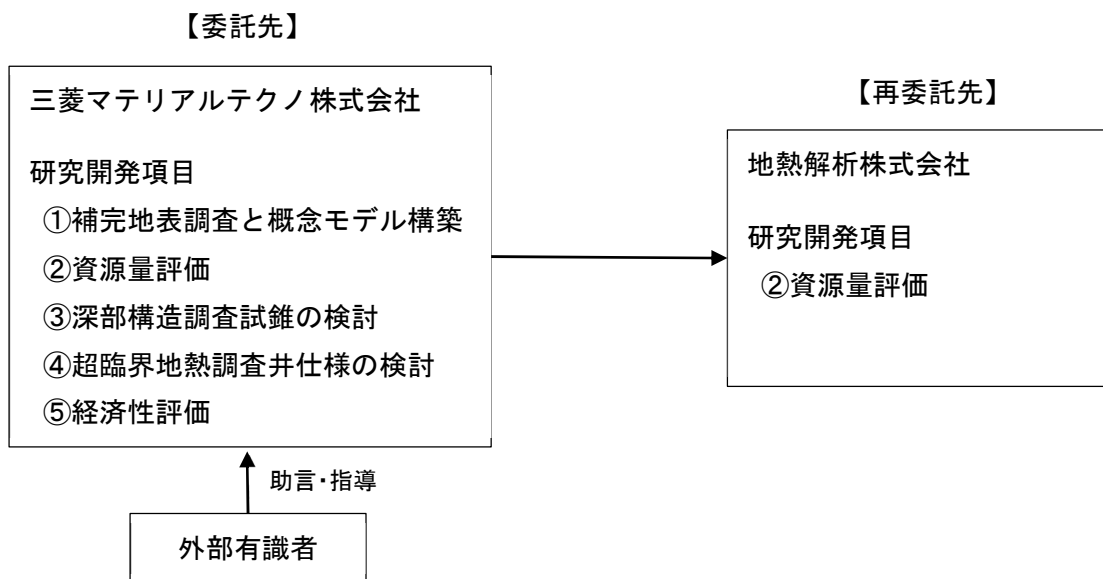 【委託先】
三菱マテリアルテクノ株式会社
研究開発項目
①補完地表調査と概念モデル構築
②資源量評価
③深部構造調査試錐の検討
④超臨界地熱調査井仕様の検討
⑤経済性評価
助言・指導
外部有識者
【再委託先】
地熱解析株式会社
研究開発項目
②資源量評価